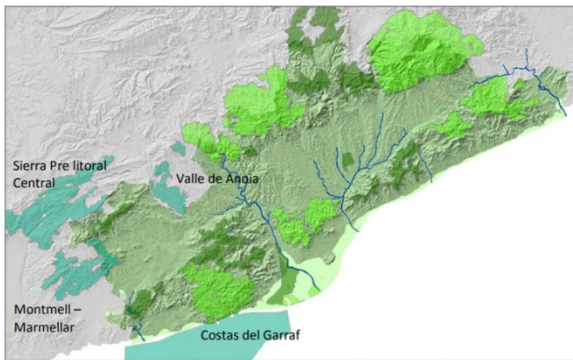 Sierra Pre litoral
Central
Valle de Anoia
Montmell –
Marmellar
Costas del Garraf